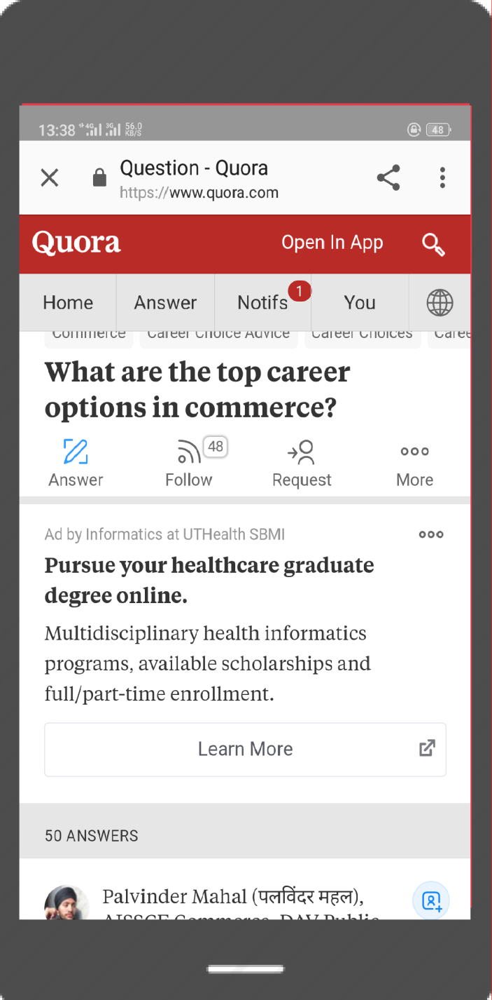 13:38 4G 3G 56.0 KB/S 48
Question - Quora
https://www.quora.com
Quora Open In App
Home Answer Notifs 1 You
Commerce Career Choice Advice Career Choices Caree
What are the top career
options in commerce?
48
Answer Follow Request More
Ad by Informatics at UTHealth SBMI
Pursue your healthcare graduate
degree online.
Multidisciplinary health informatics
programs, available scholarships and
full/part-time enrollment.
Learn More
50 ANSWERS
Palvinder Mahal (पलविंदर महल),
AISSCE Commerce, DAV Public